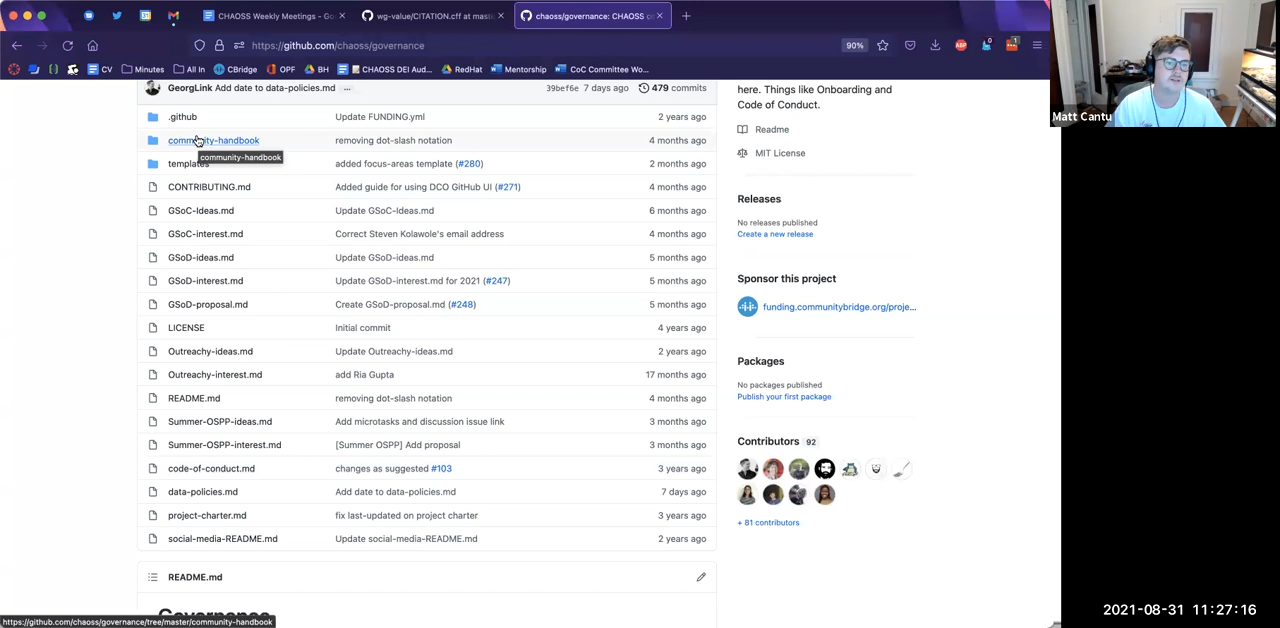 CHAOSS Weekly Meetings - Go
wg-value/CITATION.cff at mast
chaoss/governance: CHAOSS co
https://github.com/chaoss/governance
90%
CV
Minutes
All In
CBridge
OPF
BH
CHAOSS DEI Aud...
RedHat
Mentorship
CoC Committee Wo...
GeorgLink Add date to data-policies.md ... 39bef6e 7 days ago 479 commits
.github Update FUNDING.yml 2 years ago
community-handbook removing dot-slash notation 4 months ago
community-handbook
templates added focus-areas template (#280) 2 months ago
CONTRIBUTING.md Added guide for using DCO GitHub UI (#271) 4 months ago
GSoC-Ideas.md Update GSoC-Ideas.md 6 months ago
GSoC-interest.md Correct Steven Kolawole's email address 4 months ago
GSoD-ideas.md Update GSoD-ideas.md 5 months ago
GSoD-interest.md Update GSoD-interest.md for 2021 (#247) 5 months ago
GSoD-proposal.md Create GSoD-proposal.md (#248) 5 months ago
LICENSE Initial commit 4 years ago
Outreachy-ideas.md Update Outreachy-ideas.md 2 years ago
Outreachy-interest.md add Ria Gupta 17 months ago
README.md removing dot-slash notation 4 months ago
Summer-OSPP-ideas.md Add microtasks and discussion issue link 3 months ago
Summer-OSPP-interest.md [Summer OSPP] Add proposal 3 months ago
code-of-conduct.md changes as suggested #103 3 years ago
data-policies.md Add date to data-policies.md 7 days ago
project-charter.md fix last-updated on project charter 3 years ago
social-media-README.md Update social-media-README.md 2 years ago
README.md
Governance
https://github.com/chaoss/governance/tree/master/community-handbook
here. Things like Onboarding and
Code of Conduct.
Readme
MIT License
Releases
No releases published
Create a new release
Sponsor this project
funding.communitybridge.org/proje...
Packages
No packages published
Publish your first package
Contributors 92
+ 81 contributors
Matt Cantu
2021-08-31 11:27:16